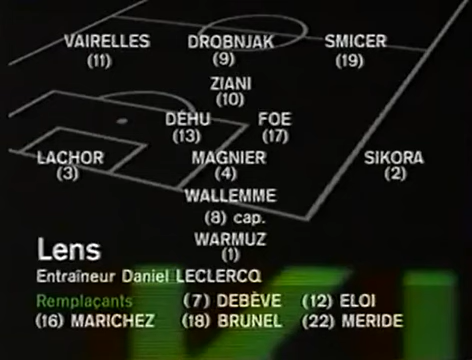 VAIRELLES DROBNJAK SMICER
(11) (9) (19)
ZIANI
(10)
DÉHU FOE
(13) (17)
LACHOR MAGNIER SIKORA
(3) (4) (2)
WALLEMME
(8) cap.
WARMUZ
(1)
Lens
Entraîneur Daniel LECLERCQ
Remplaçants (7) DEBÈVE (12) ELOI
(16) MARICHEZ (18) BRUNEL (22) MERIDE